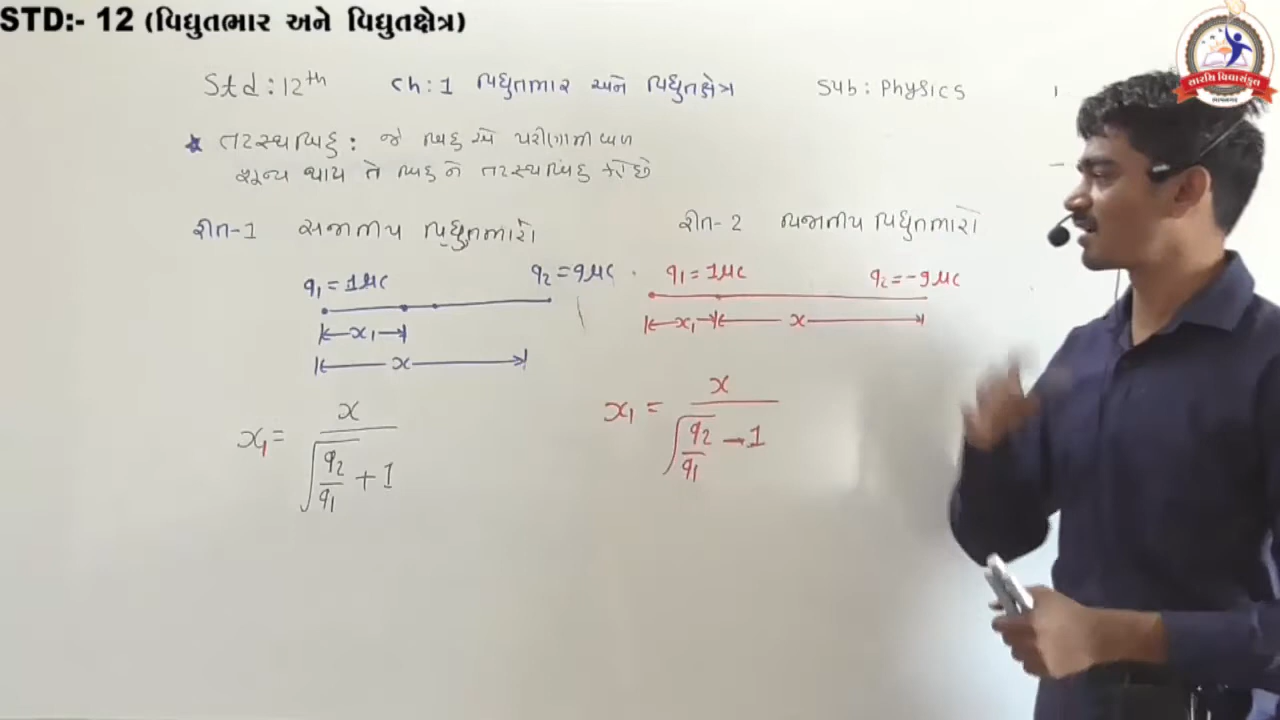 STD:- 12 (વિધુતભાર અને વિધુતક્ષેત્ર)
સારથિ વિદ્યાસંકુલ
Std : 12th ch : 1 વિધુતભાર અને વિધુતક્ષેત્ર Sub : Physics
* તટસ્થબિંદુ : જે બિંદુ એ પરીણામી બળ
શૂન્ય થાય તે બિંદુ ને તટસ્થબિંદુ કહે છે
રીત-1 સજાતીય વિધુતભારો
q1 = 1μC q2 = 9μC
x1
x
x1 = x / √(q2/q1) + 1
રીત-2 વિજાતીય વિધુતભારો
q1 = 1μC q2 = -9μC
x1 x
x1 = x / √(q2/q1) - 1